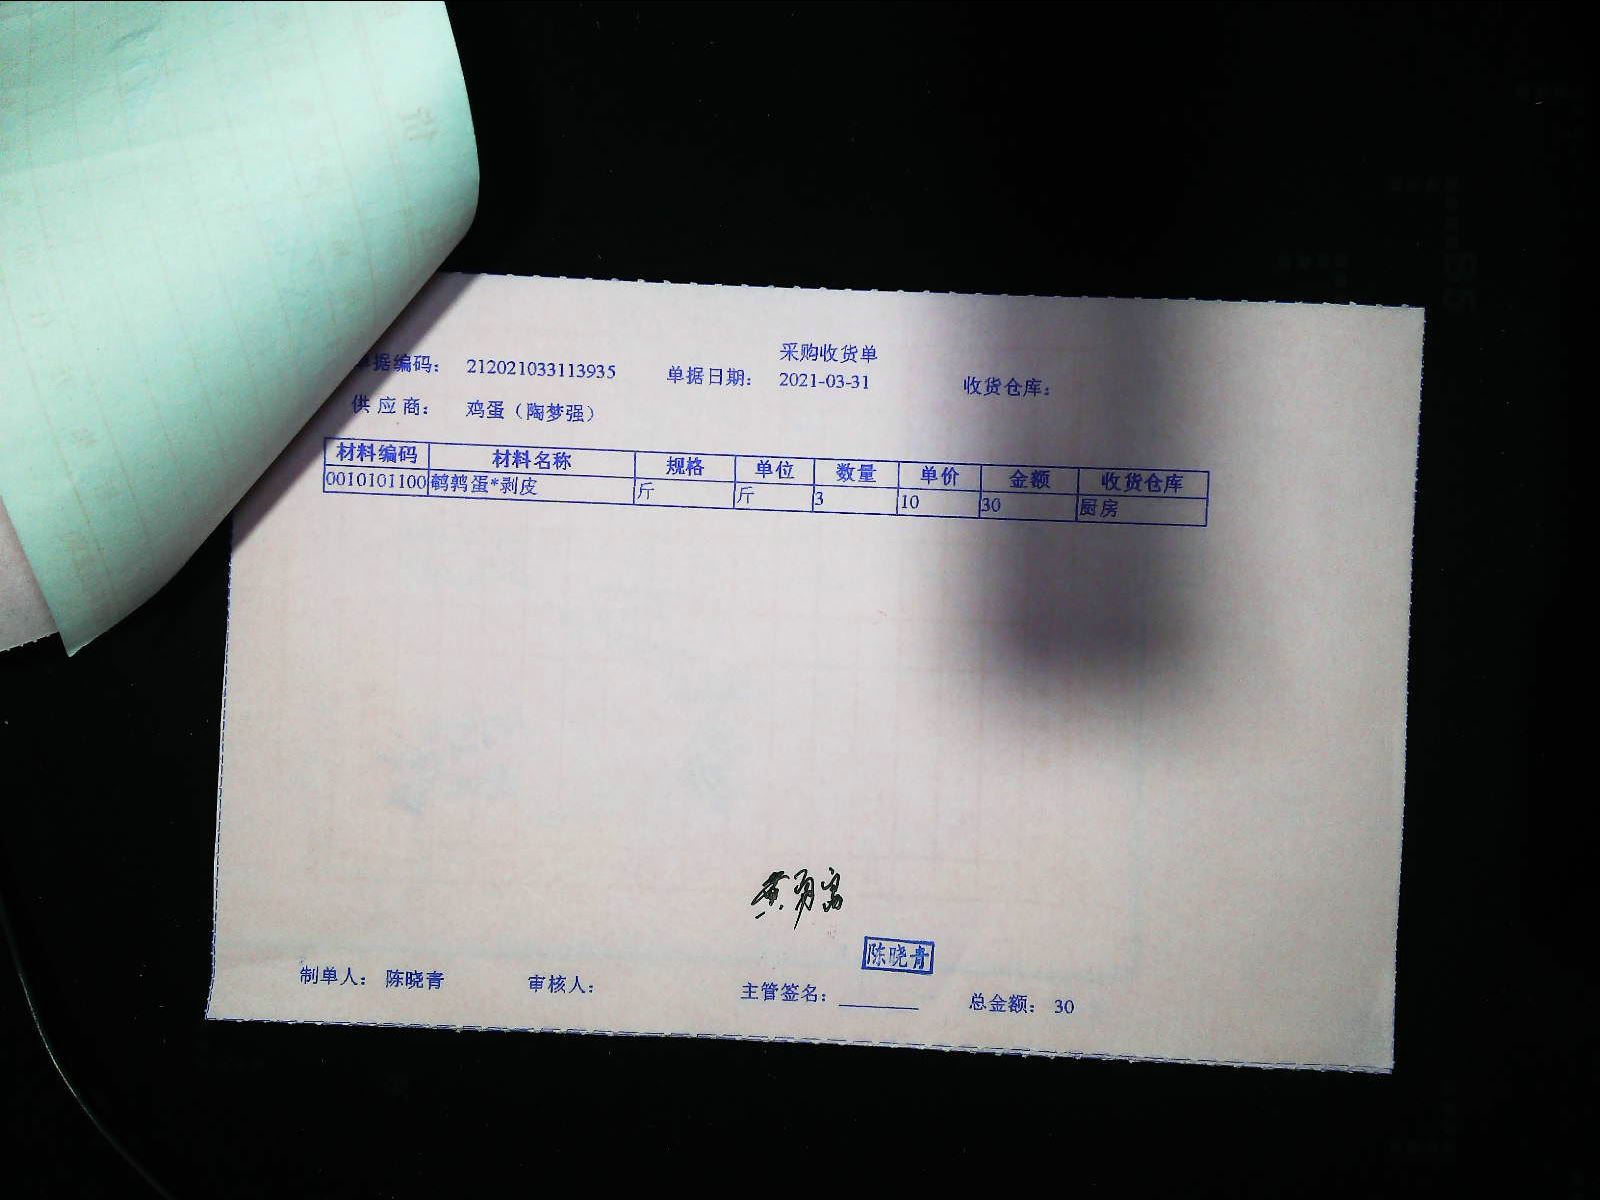 采购收货单
单据编码： 212021033113935 单据日期： 2021-03-31 收货仓库：
供应商： 鸡蛋（陶梦强）
材料编码 材料名称 规格 单位 数量 单价 金额 收货仓库
0010101100 鹌鹑蛋*剥皮 斤 斤 3 10 30 厨房
陈晓青
制单人： 陈晓青 审核人： 主管签名： 总金额： 30